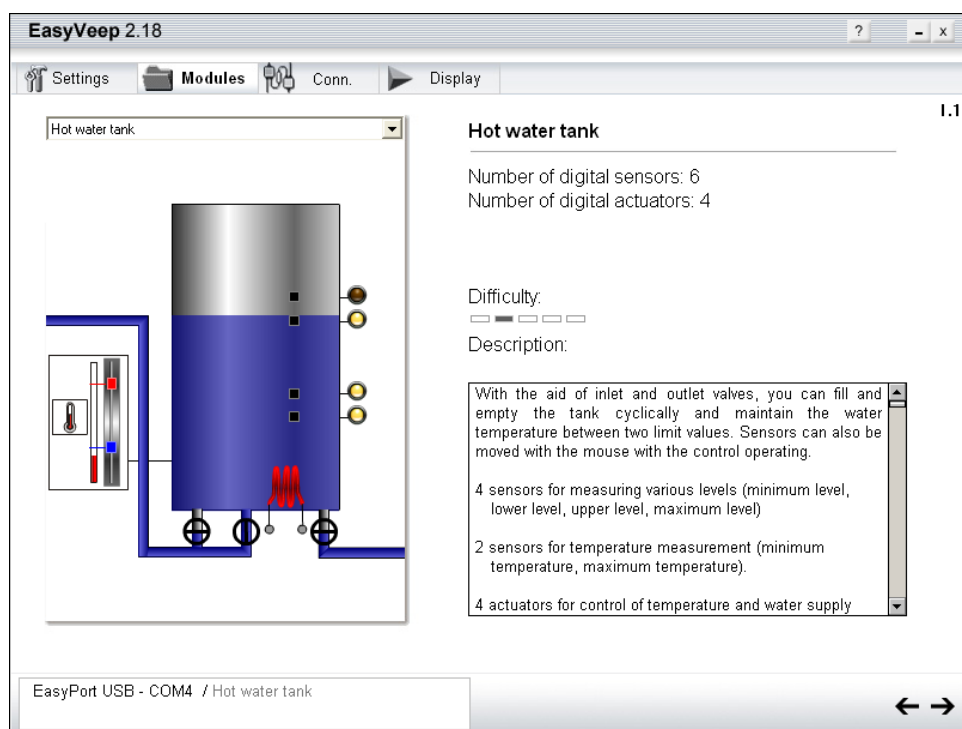 EasyVeep 2.18
? - x
Settings Modules Conn. Display
I.1
Hot water tank
Hot water tank
Number of digital sensors: 6
Number of digital actuators: 4
Difficulty:
Description:
With the aid of inlet and outlet valves, you can fill and
empty the tank cyclically and maintain the water
temperature between two limit values. Sensors can also be
moved with the mouse with the control operating.
4 sensors for measuring various levels (minimum level,
lower level, upper level, maximum level)
2 sensors for temperature measurement (minimum
temperature, maximum temperature).
4 actuators for control of temperature and water supply
EasyPort USB - COM4 / Hot water tank